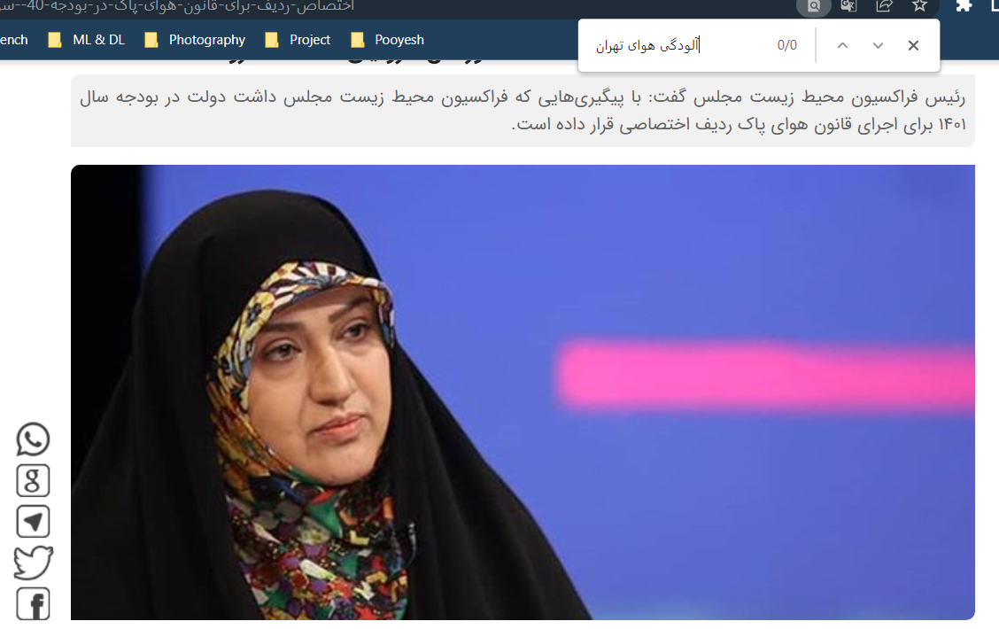 اختصاص-ردیف-برای-قانون-هوای-پاک-در-بودجه-40--سر
ench
ML & DL
Photography
Project
Pooyesh
آلودگی هوای تهران
0/0
رئیس فراکسیون محیط زیست مجلس گفت: با پیگیری‌هایی که فراکسیون محیط زیست مجلس داشت دولت در بودجه سال
۱۴۰۱ برای اجرای قانون هوای پاک ردیف اختصاصی قرار داده است.